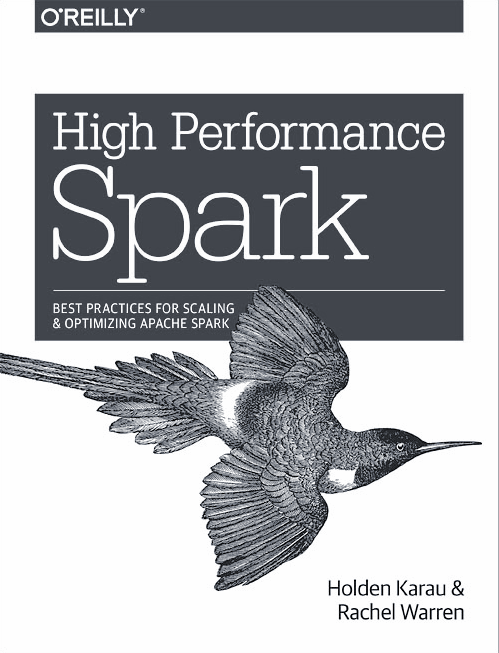 O'REILLY®
High Performance
Spark
BEST PRACTICES FOR SCALING
& OPTIMIZING APACHE SPARK
Holden Karau &
Rachel Warren